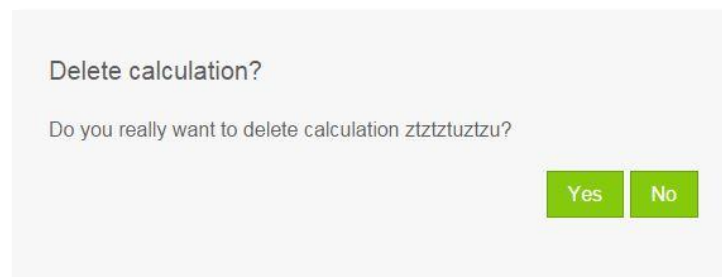 Delete calculation?
Do you really want to delete calculation ztztztuztzu?
Yes No